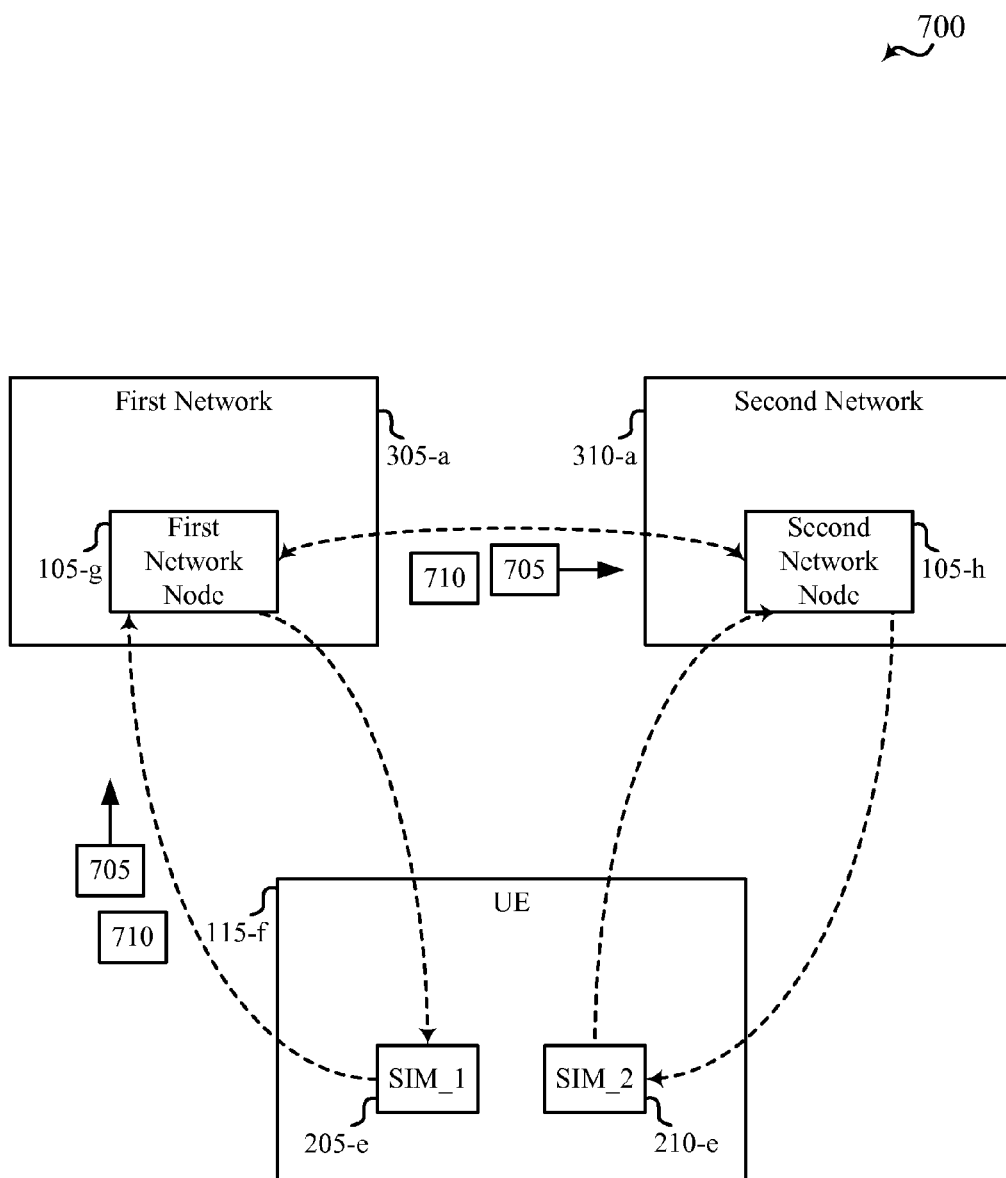 700
First Network
Second Network
305-a
310-a
First
Network
Node
Second
Network
Node
105-g
105-h
710
705
705
710
UE
115-f
SIM_1
SIM_2
205-e
210-e